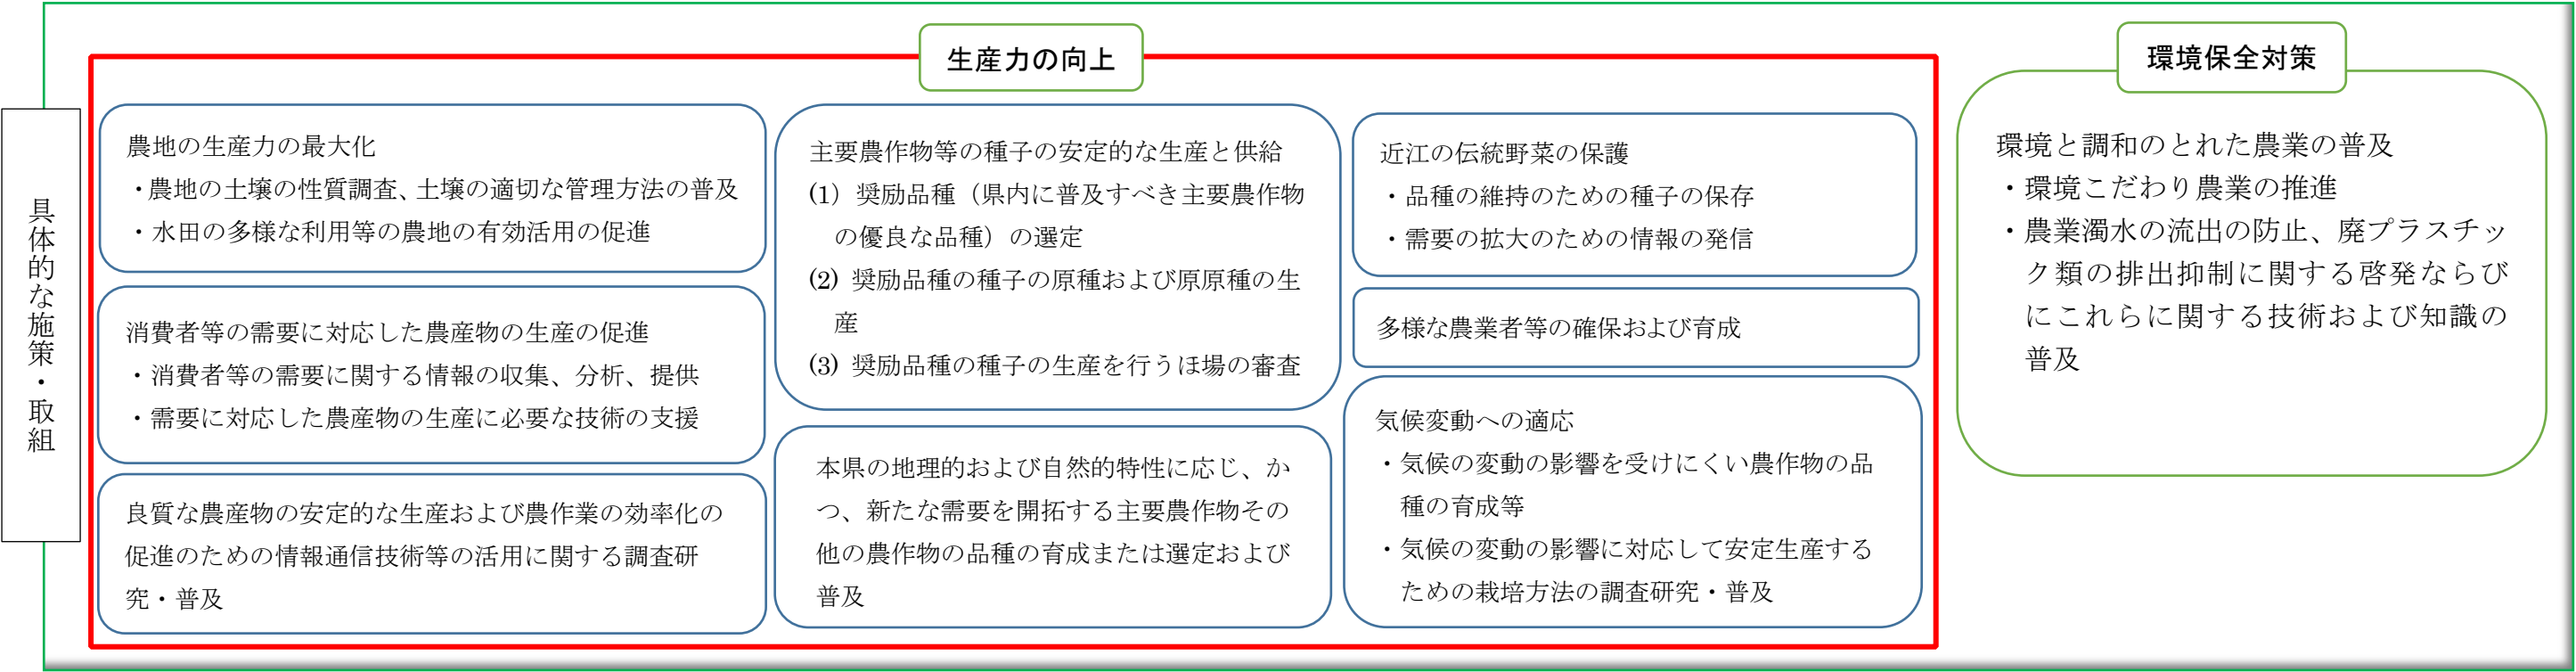 具体的な施策・取組
生産力の向上
農地の生産力の最大化
・農地の土壌の性質調査、土壌の適切な管理方法の普及
・水田の多様な利用等の農地の有効活用の促進
消費者等の需要に対応した農産物の生産の促進
・消費者等の需要に関する情報の収集、分析、提供
・需要に対応した農産物の生産に必要な技術の支援
良質な農産物の安定的な生産および農作業の効率化の
促進のための情報通信技術等の活用に関する調査研
究・普及
主要農作物等の種子の安定的な生産と供給
(1) 奨励品種（県内に普及すべき主要農作物
の優良な品種）の選定
(2) 奨励品種の種子の原種および原原種の生
産
(3) 奨励品種の種子の生産を行うほ場の審査
本県の地理的および自然的特性に応じ、か
つ、新たな需要を開拓する主要農作物その
他の農作物の品種の育成または選定および
普及
近江の伝統野菜の保護
・品種の維持のための種子の保存
・需要の拡大のための情報の発信
多様な農業者等の確保および育成
気候変動への適応
・気候の変動の影響を受けにくい農作物の品
種の育成等
・気候の変動の影響に対応して安定生産する
ための栽培方法の調査研究・普及
環境保全対策
環境と調和のとれた農業の普及
・環境こだわり農業の推進
・農業濁水の流出の防止、廃プラスチッ
ク類の排出抑制に関する啓発ならび
にこれらに関する技術および知識の
普及